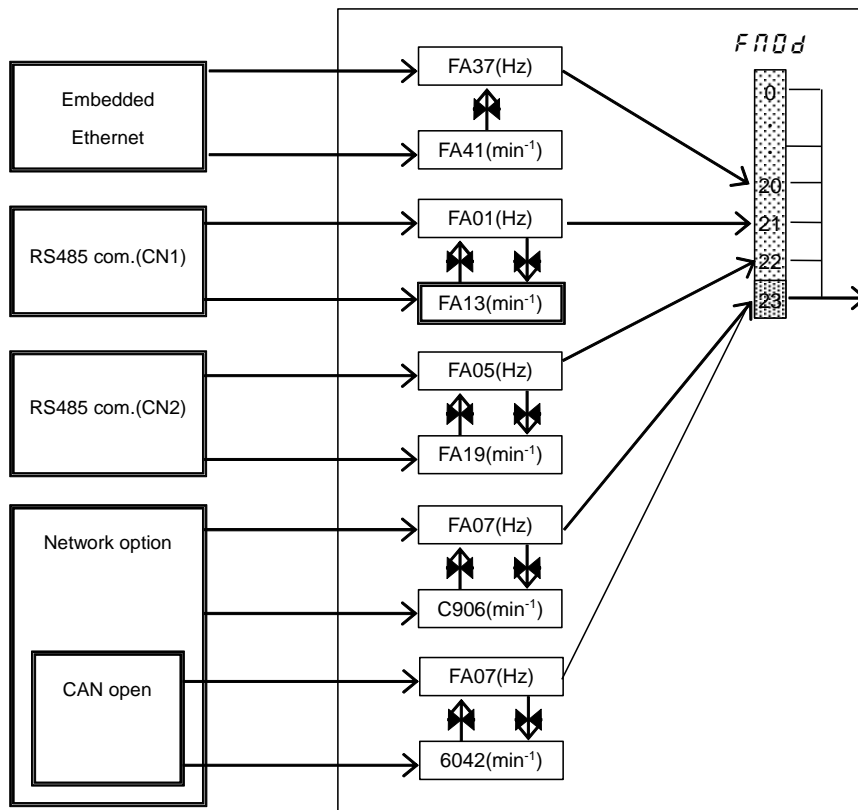 FMOd
Embedded
Ethernet
FA37(Hz)
FA41(min-1)
0
20
RS485 com.(CN1)
FA01(Hz)
FA13(min-1)
21
22
23
RS485 com.(CN2)
FA05(Hz)
FA19(min-1)
Network option
FA07(Hz)
C906(min-1)
CAN open
FA07(Hz)
6042(min-1)